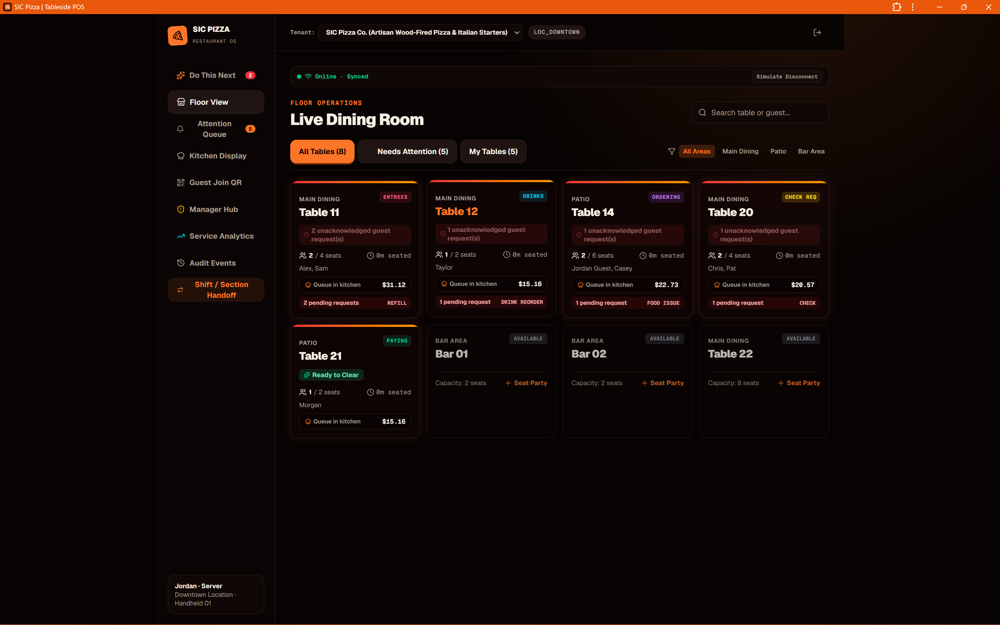 SIC Pizza | Tableside POS
SIC PIZZA
RESTAURANT OS
Do This Next 2
Floor View
Attention
Queue
5
Kitchen Display
Guest Join QR
Manager Hub
Service Analytics
Audit Events
Shift / Section
Handoff
Jordan · Server
Downtown Location ·
Handheld 01
Tenant: SIC Pizza Co. (Artisan Wood-Fired Pizza & Italian Starters) LOC_DOWNTOWN
Online · Synced
Simulate Disconnect
FLOOR OPERATIONS
Live Dining Room
Search table or guest...
All Tables (8) Needs Attention (5) My Tables (5)
All Areas Main Dining Patio Bar Area
MAIN DINING ENTREES
Table 11
2 unacknowledged guest
request(s)
2 / 4 seats 0m seated
Alex, Sam
Queue in kitchen $31.12
2 pending requests REFILL
MAIN DINING DRINKS
Table 12
1 unacknowledged guest
request(s)
1 / 2 seats 0m seated
Taylor
Queue in kitchen $15.16
1 pending request DRINK REORDER
PATIO ORDERING
Table 14
1 unacknowledged guest
request(s)
2 / 6 seats 0m seated
Jordan Guest, Casey
Queue in kitchen $22.73
1 pending request FOOD ISSUE
MAIN DINING CHECK REQ
Table 20
1 unacknowledged guest
request(s)
2 / 4 seats 0m seated
Chris, Pat
Queue in kitchen $20.57
1 pending request CHECK
PATIO PAYING
Table 21
Ready to Clear
1 / 2 seats 0m seated
Morgan
Queue in kitchen $15.16
BAR AREA AVAILABLE
Bar 01
Capacity: 2 seats + Seat Party
BAR AREA AVAILABLE
Bar 02
Capacity: 2 seats + Seat Party
MAIN DINING AVAILABLE
Table 22
Capacity: 8 seats + Seat Party